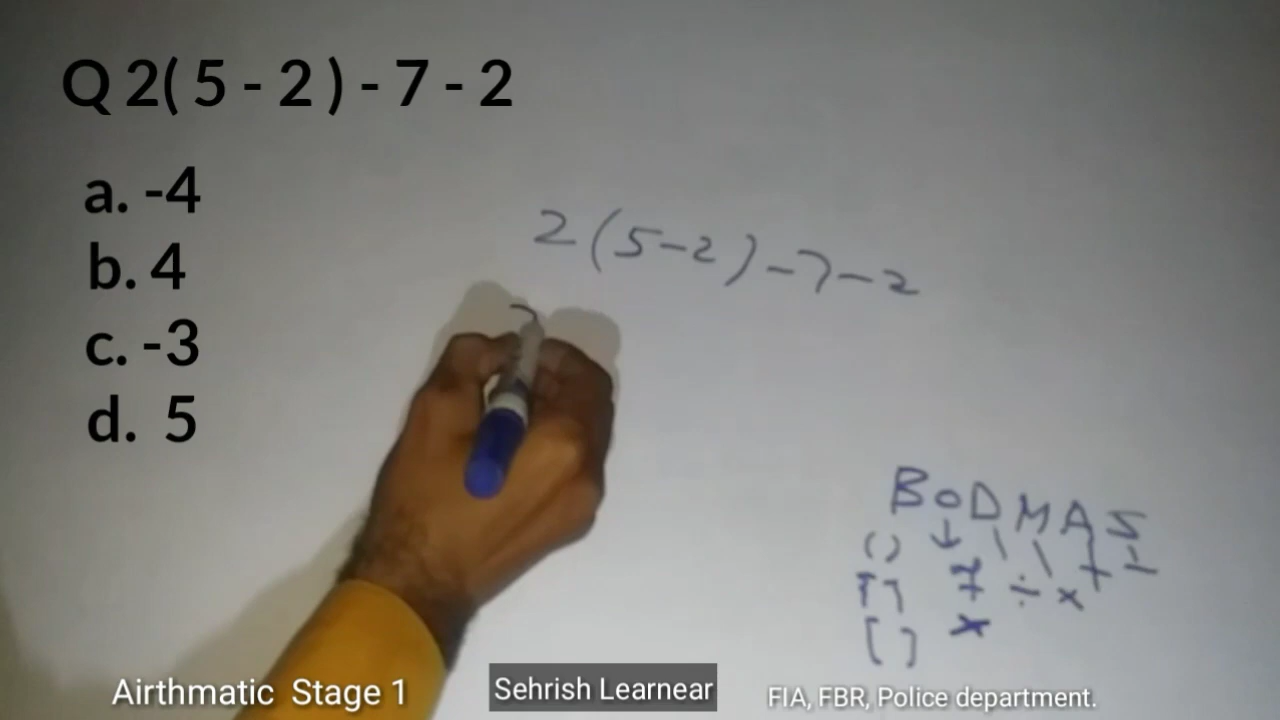 Q 2( 5 - 2 ) - 7 - 2
a. -4
b. 4
c. -3
d. 5
2(5-2)-7-2
BODMAS
() ↓ \ \ + -
÷ ÷ ×
[ ] ×
Airthmatic Stage 1
Sehrish Learnear
FIA, FBR, Police department.